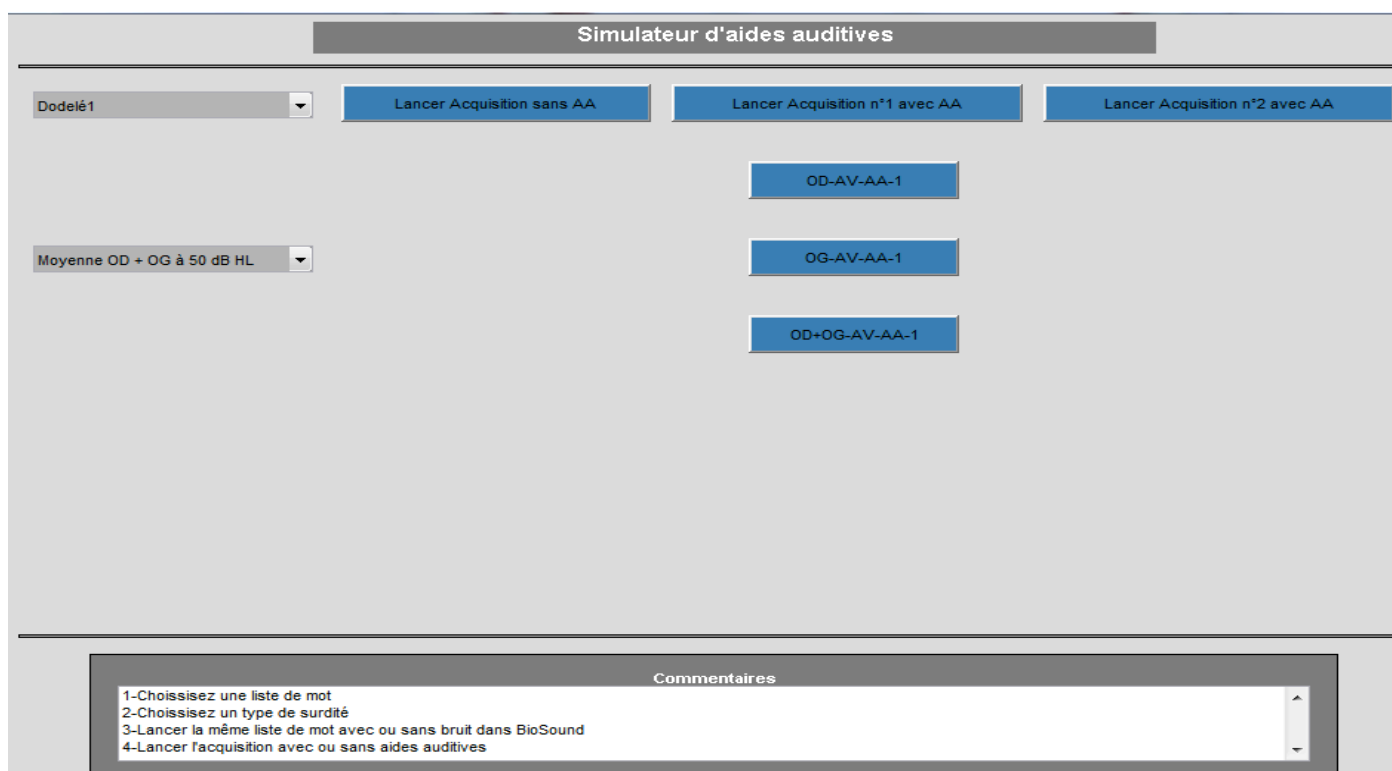 Simulateur d'aides auditives
Dodelé1
Lancer Acquisition sans AA
Lancer Acquisition n°1 avec AA
Lancer Acquisition n°2 avec AA
OD-AV-AA-1
Moyenne OD + OG à 50 dB HL
OG-AV-AA-1
OD+OG-AV-AA-1
Commentaires
1-Choissisez une liste de mot
2-Choissisez un type de surdité
3-Lancer la même liste de mot avec ou sans bruit dans BioSound
4-Lancer l'acquisition avec ou sans aides auditives